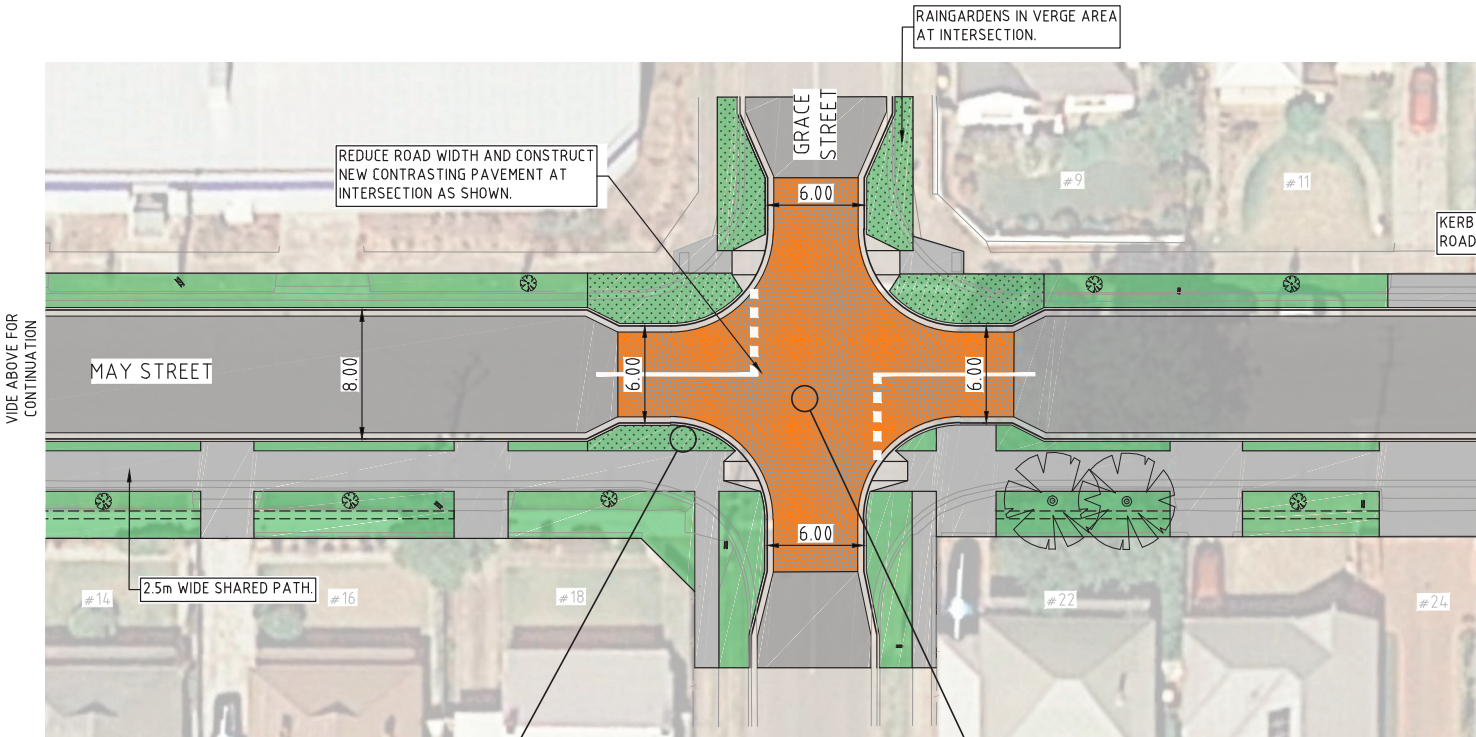 RAINGARDENS IN VERGE AREA
AT INTERSECTION.
GRACE
STREET
REDUCE ROAD WIDTH AND CONSTRUCT
NEW CONTRASTING PAVEMENT AT
INTERSECTION AS SHOWN.
#9
#11
6.00
KERB
ROAD
VIDE ABOVE FOR
CONTINUATION
MAY STREET
8.00
6.00
6.00
6.00
2.5m WIDE SHARED PATH.
#14
#16
#18
#22
#24